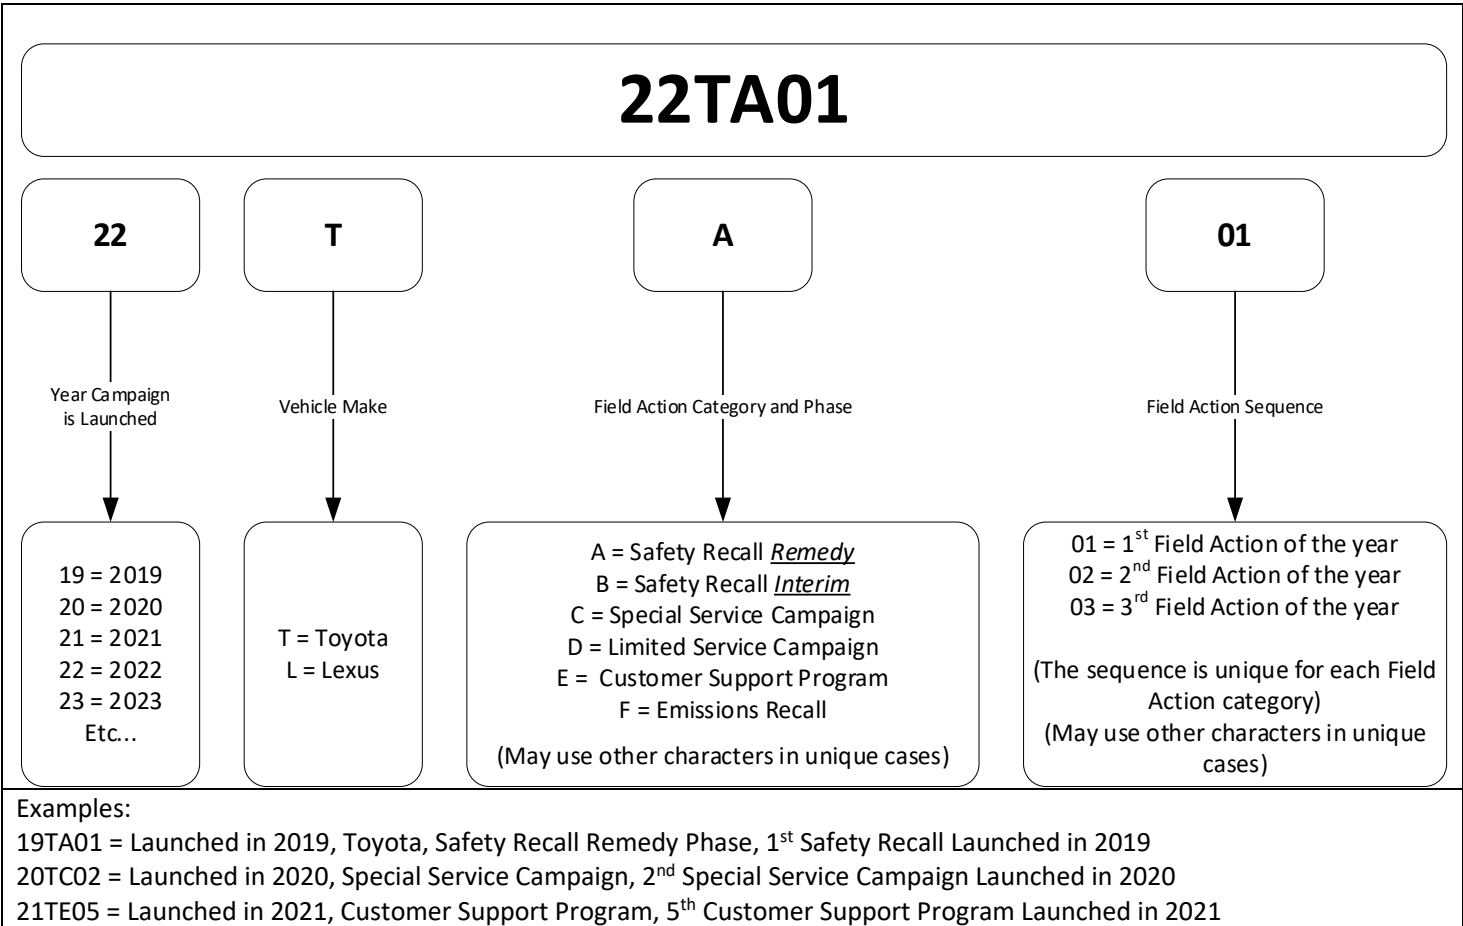 22TA01
22
T
A
01
Year Campaign
is Launched
Vehicle Make
Field Action Category and Phase
Field Action Sequence
19 = 2019
20 = 2020
21 = 2021
22 = 2022
23 = 2023
Etc...
T = Toyota
L = Lexus
A = Safety Recall Remedy
B = Safety Recall Interim
C = Special Service Campaign
D = Limited Service Campaign
E =  Customer Support Program
F = Emissions Recall
(May use other characters in unique cases)
01 = 1st Field Action of the year
02 = 2nd Field Action of the year
03 = 3rd Field Action of the year
(The sequence is unique for each Field
Action category)
(May use other characters in unique
cases)
Examples:
19TA01 = Launched in 2019, Toyota, Safety Recall Remedy Phase, 1st Safety Recall Launched in 2019
20TC02 = Launched in 2020, Special Service Campaign, 2nd Special Service Campaign Launched in 2020
21TE05 = Launched in 2021, Customer Support Program, 5th Customer Support Program Launched in 2021